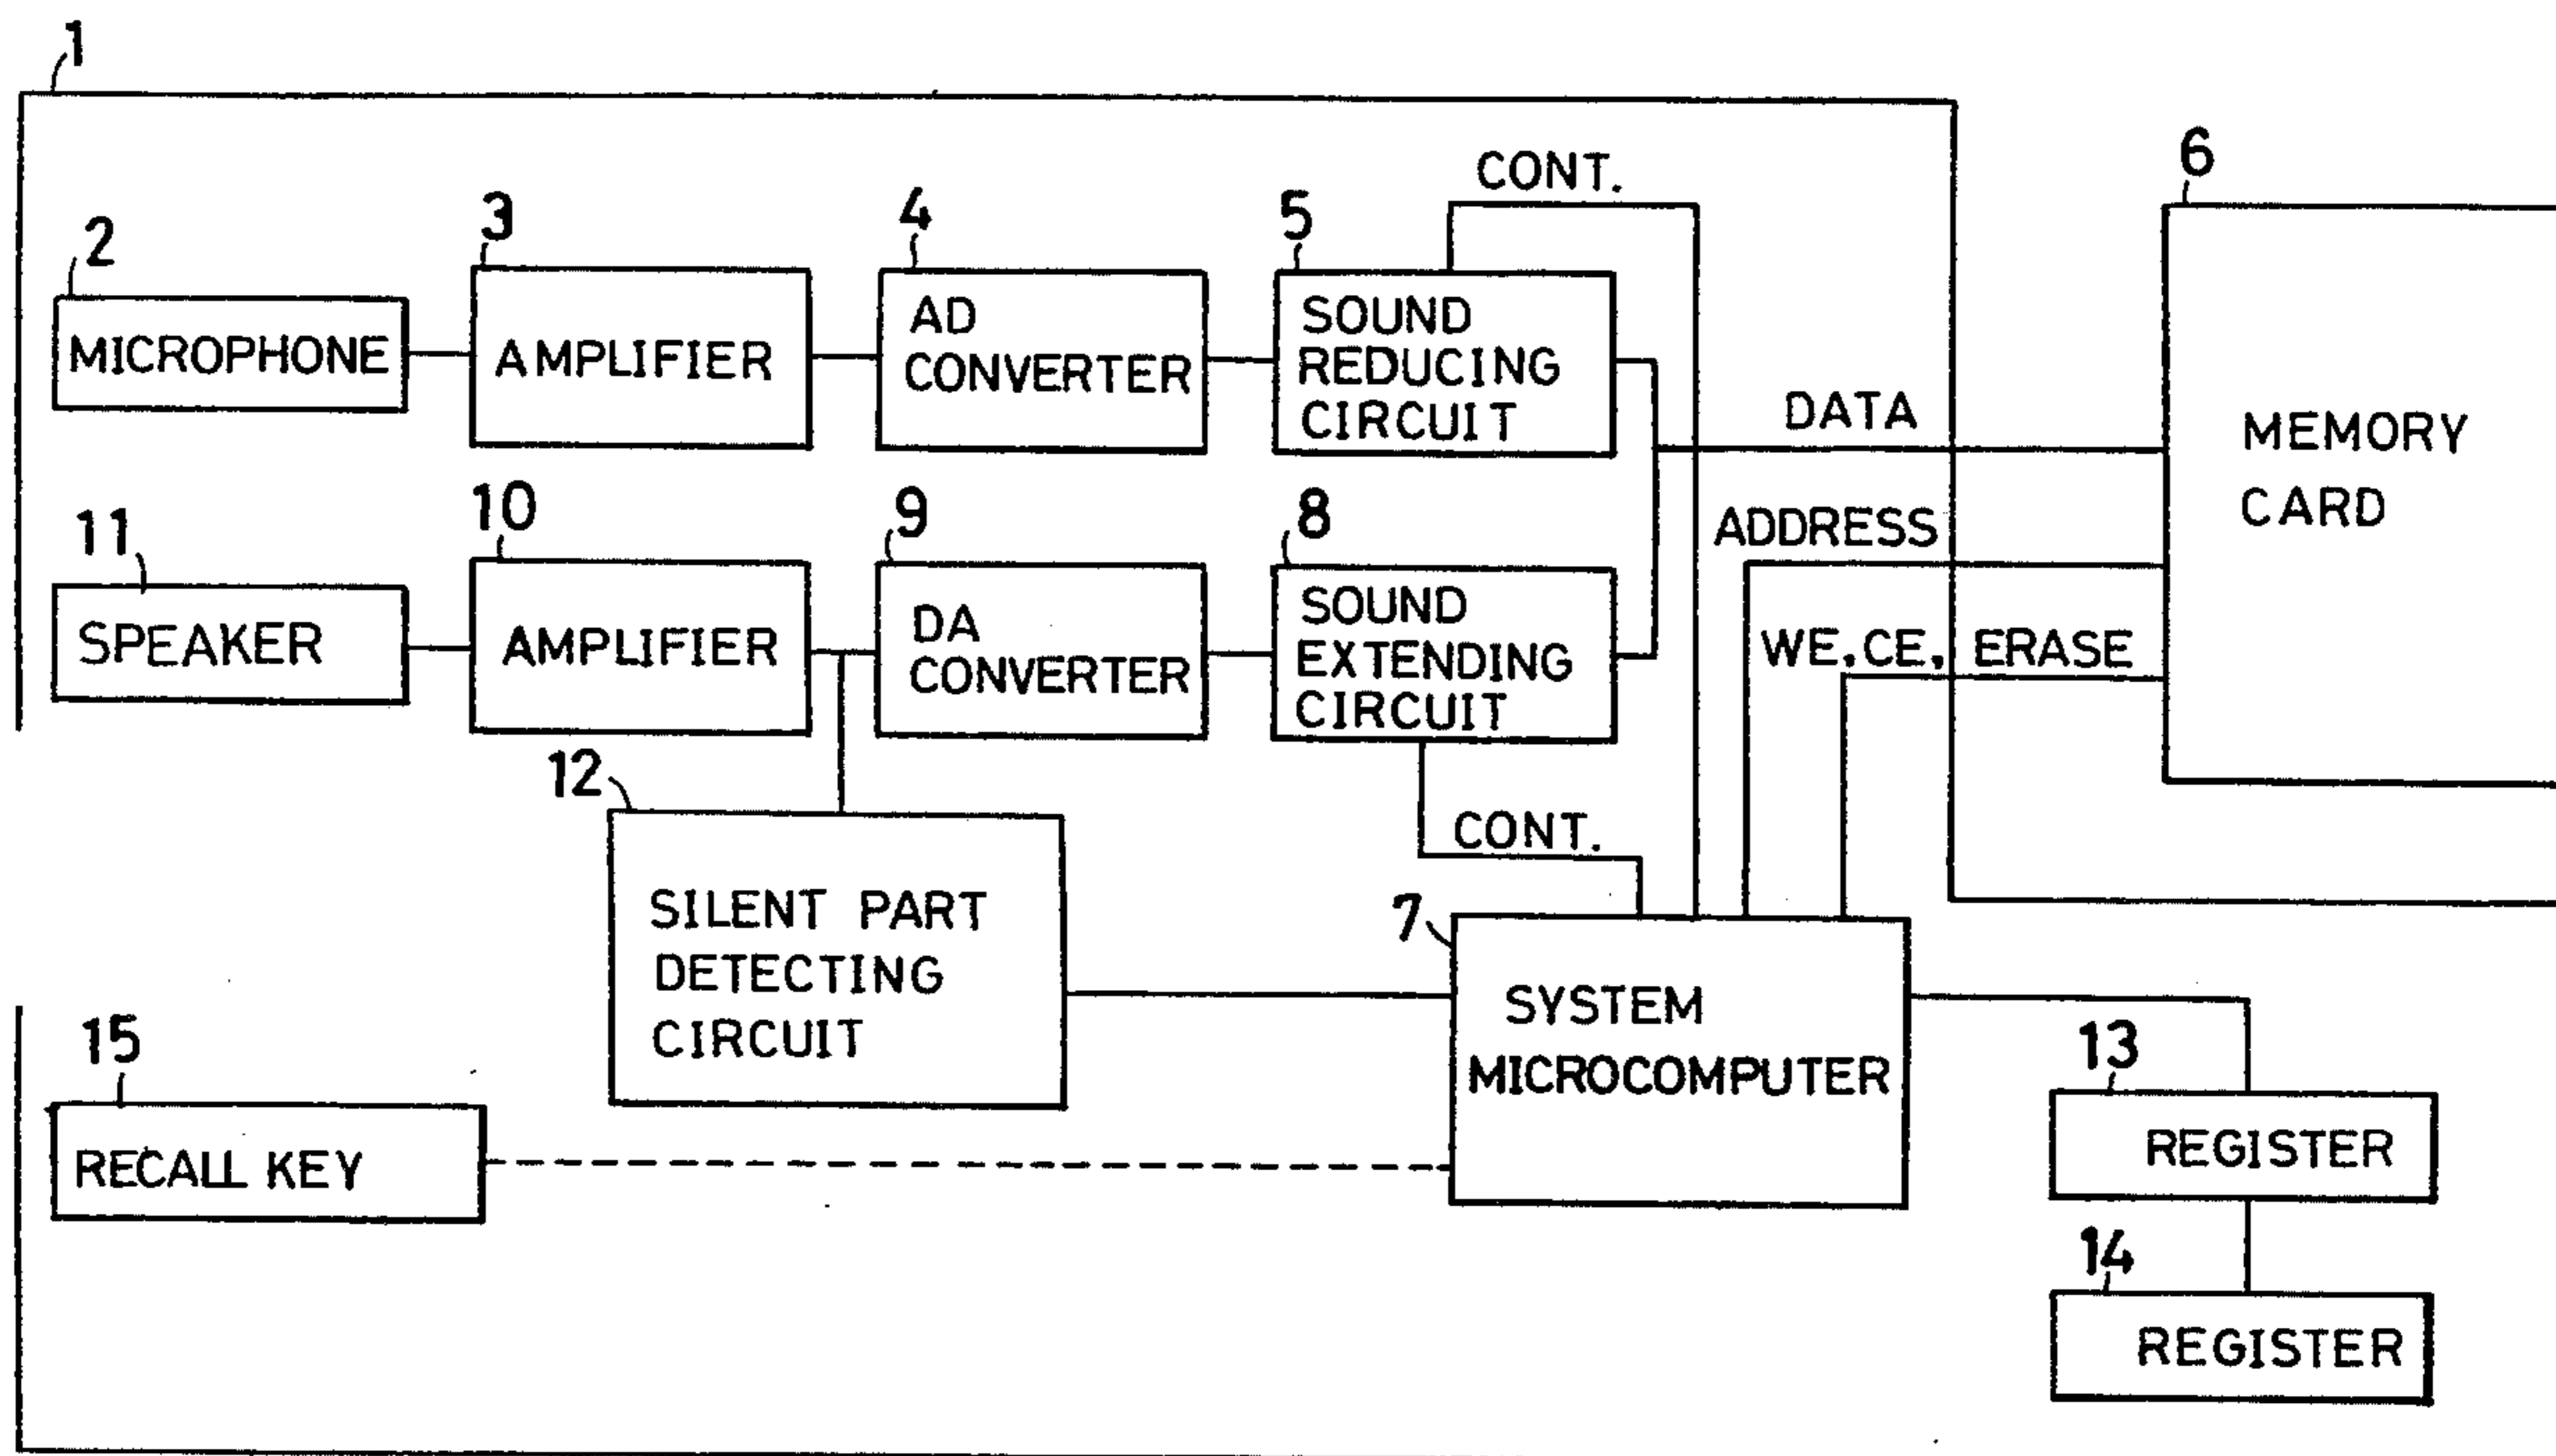 1
CONT.
6
2
3
4
5
MICROPHONE
AMPLIFIER
AD
CONVERTER
SOUND
REDUCING
CIRCUIT
DATA
MEMORY
CARD
ADDRESS
11
10
9
8
SPEAKER
AMPLIFIER
DA
CONVERTER
SOUND
EXTENDING
CIRCUIT
WE, CE, ERASE
12
CONT.
SILENT PART
DETECTING
CIRCUIT
7
SYSTEM
MICROCOMPUTER
15
RECALL KEY
13
REGISTER
14
REGISTER